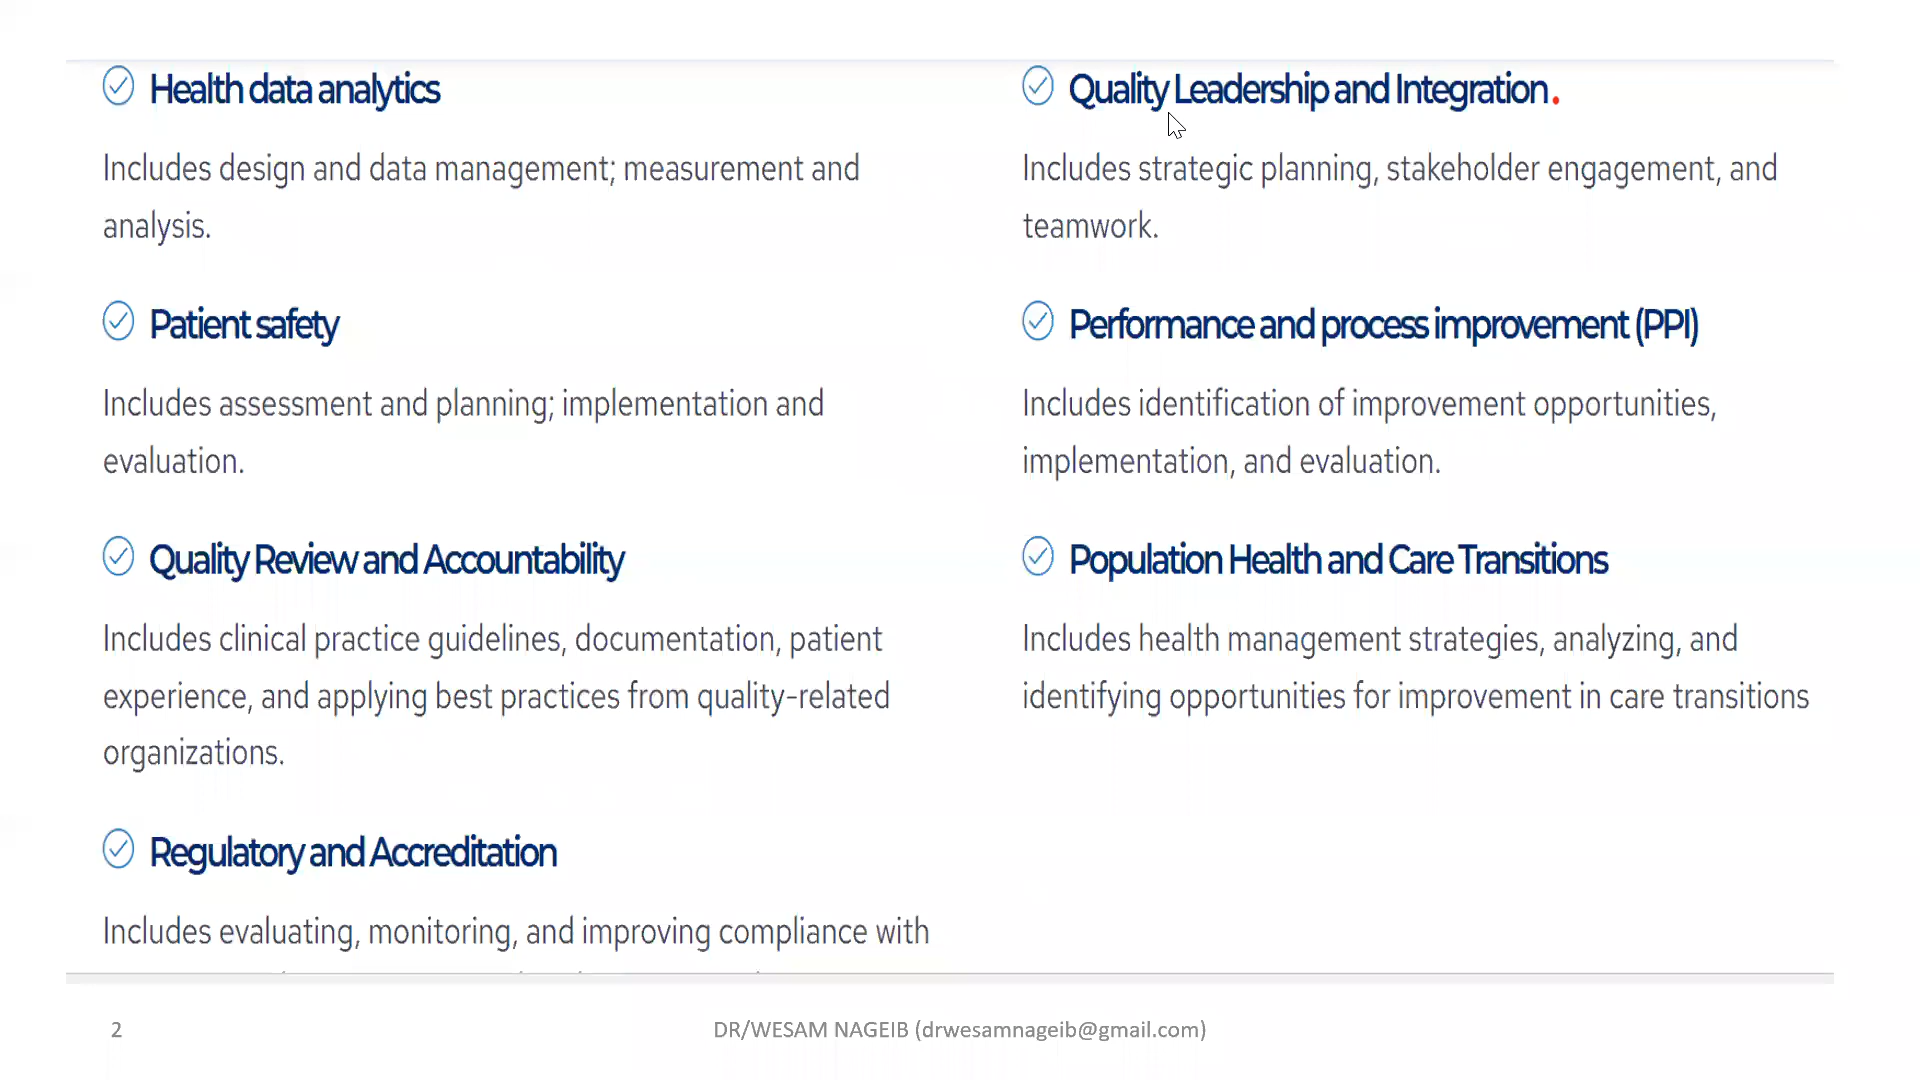 Health data analytics
Includes design and data management; measurement and
analysis.
Patient safety
Includes assessment and planning; implementation and
evaluation.
Quality Review and Accountability
Includes clinical practice guidelines, documentation, patient
experience, and applying best practices from quality-related
organizations.
Regulatory and Accreditation
Includes evaluating, monitoring, and improving compliance with
Quality Leadership and Integration.
Includes strategic planning, stakeholder engagement, and
teamwork.
Performance and process improvement (PPI)
Includes identification of improvement opportunities,
implementation, and evaluation.
Population Health and Care Transitions
Includes health management strategies, analyzing, and
identifying opportunities for improvement in care transitions
2
DR/WESAM NAGEIB (drwesamnageib@gmail.com)